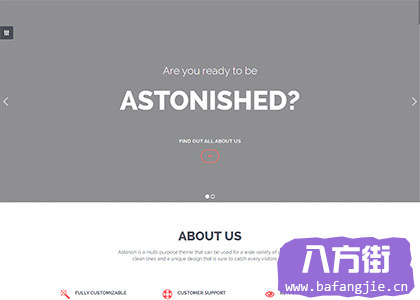 Are you ready to be
ASTONISHED?
FIND OUT ALL ABOUT US
ABOUT US
Astonish is a multi-purpose theme that can be used for a wide variety of
clean lines and a unique design that is sure to catch every visitors
FULLY CUSTOMIZABLE
CUSTOMER SUPPORT
八方街
www.bafangjie.cn